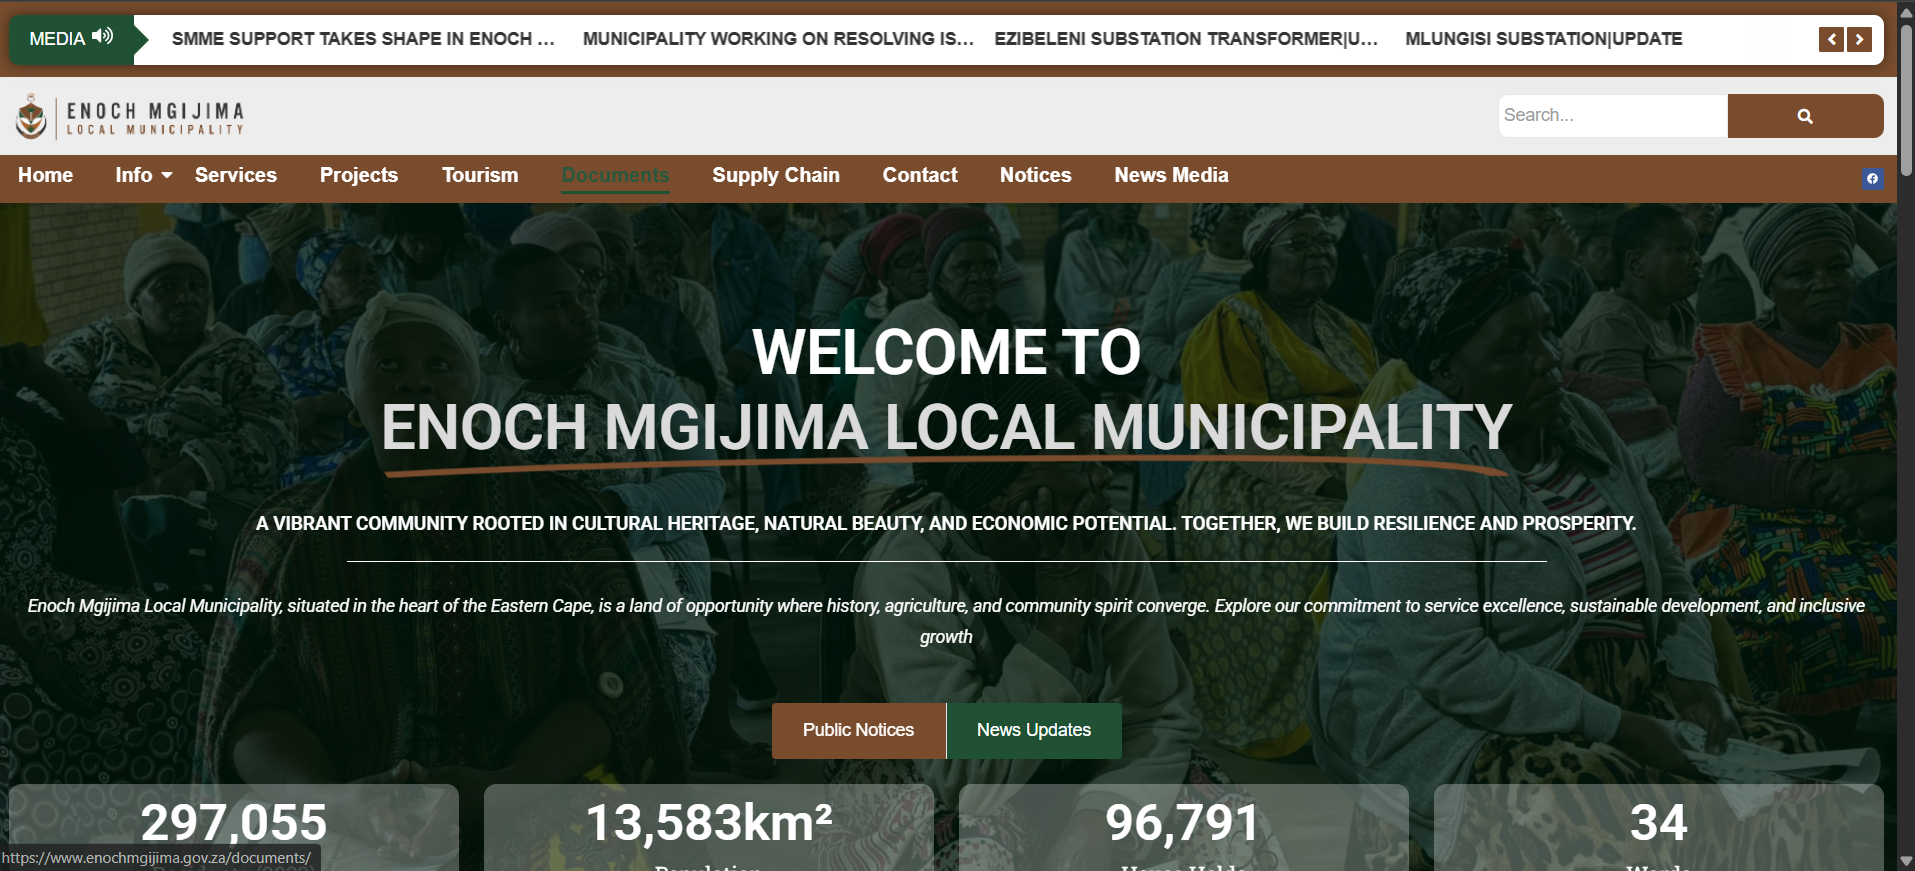 MEDIA
SMME SUPPORT TAKES SHAPE IN ENOCH ... MUNICIPALITY WORKING ON RESOLVING IS... EZIBELENI SUBSTATION TRANSFORMER|U... MLUNGISI SUBSTATION|UPDATE
ENOCH MGIJIMA
LOCAL MUNICIPALITY
Search...
Home Info Services Projects Tourism Documents Supply Chain Contact Notices News Media
WELCOME TO
ENOCH MGIJIMA LOCAL MUNICIPALITY
A VIBRANT COMMUNITY ROOTED IN CULTURAL HERITAGE, NATURAL BEAUTY, AND ECONOMIC POTENTIAL. TOGETHER, WE BUILD RESILIENCE AND PROSPERITY.
Enoch Mgijima Local Municipality, situated in the heart of the Eastern Cape, is a land of opportunity where history, agriculture, and community spirit converge. Explore our commitment to service excellence, sustainable development, and inclusive
growth
Public Notices News Updates
297,055 13,583km² 96,791 34
https://www.enochmgijima.gov.za/documents/
Population House Holds